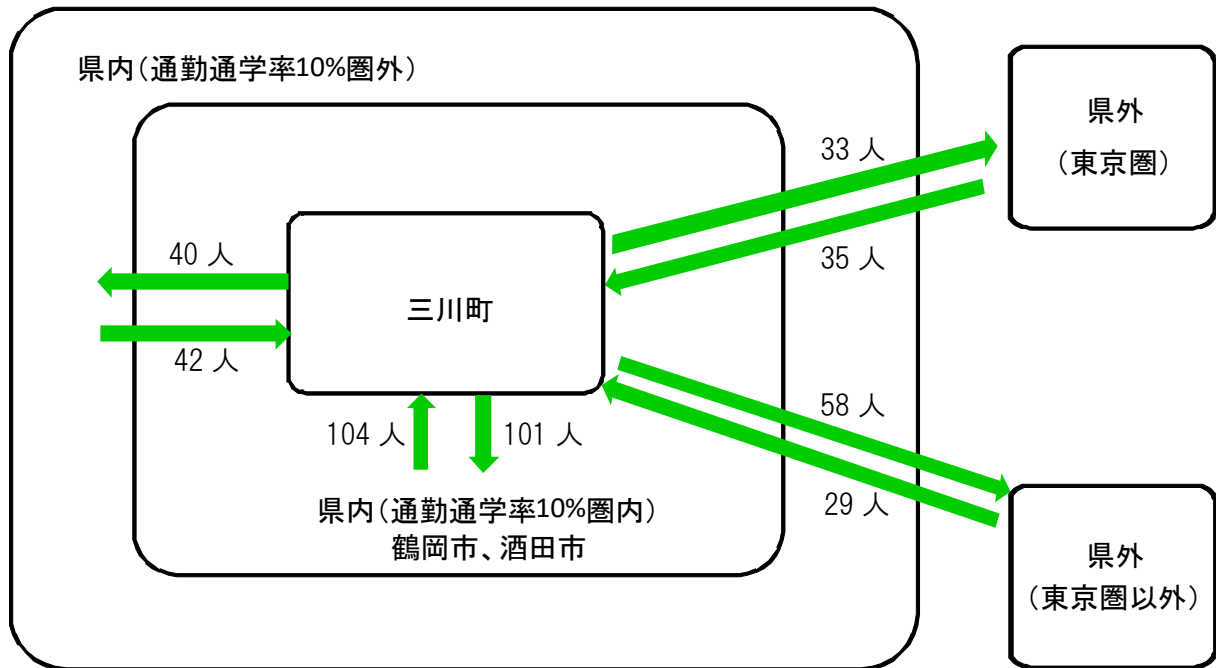 県内(通勤通学率10%圏外)
県外
(東京圏)
33 人
35 人
40 人
三川町
42 人
58 人
104 人
101 人
29 人
県内(通勤通学率10%圏内)
鶴岡市、酒田市
県外
(東京圏以外)